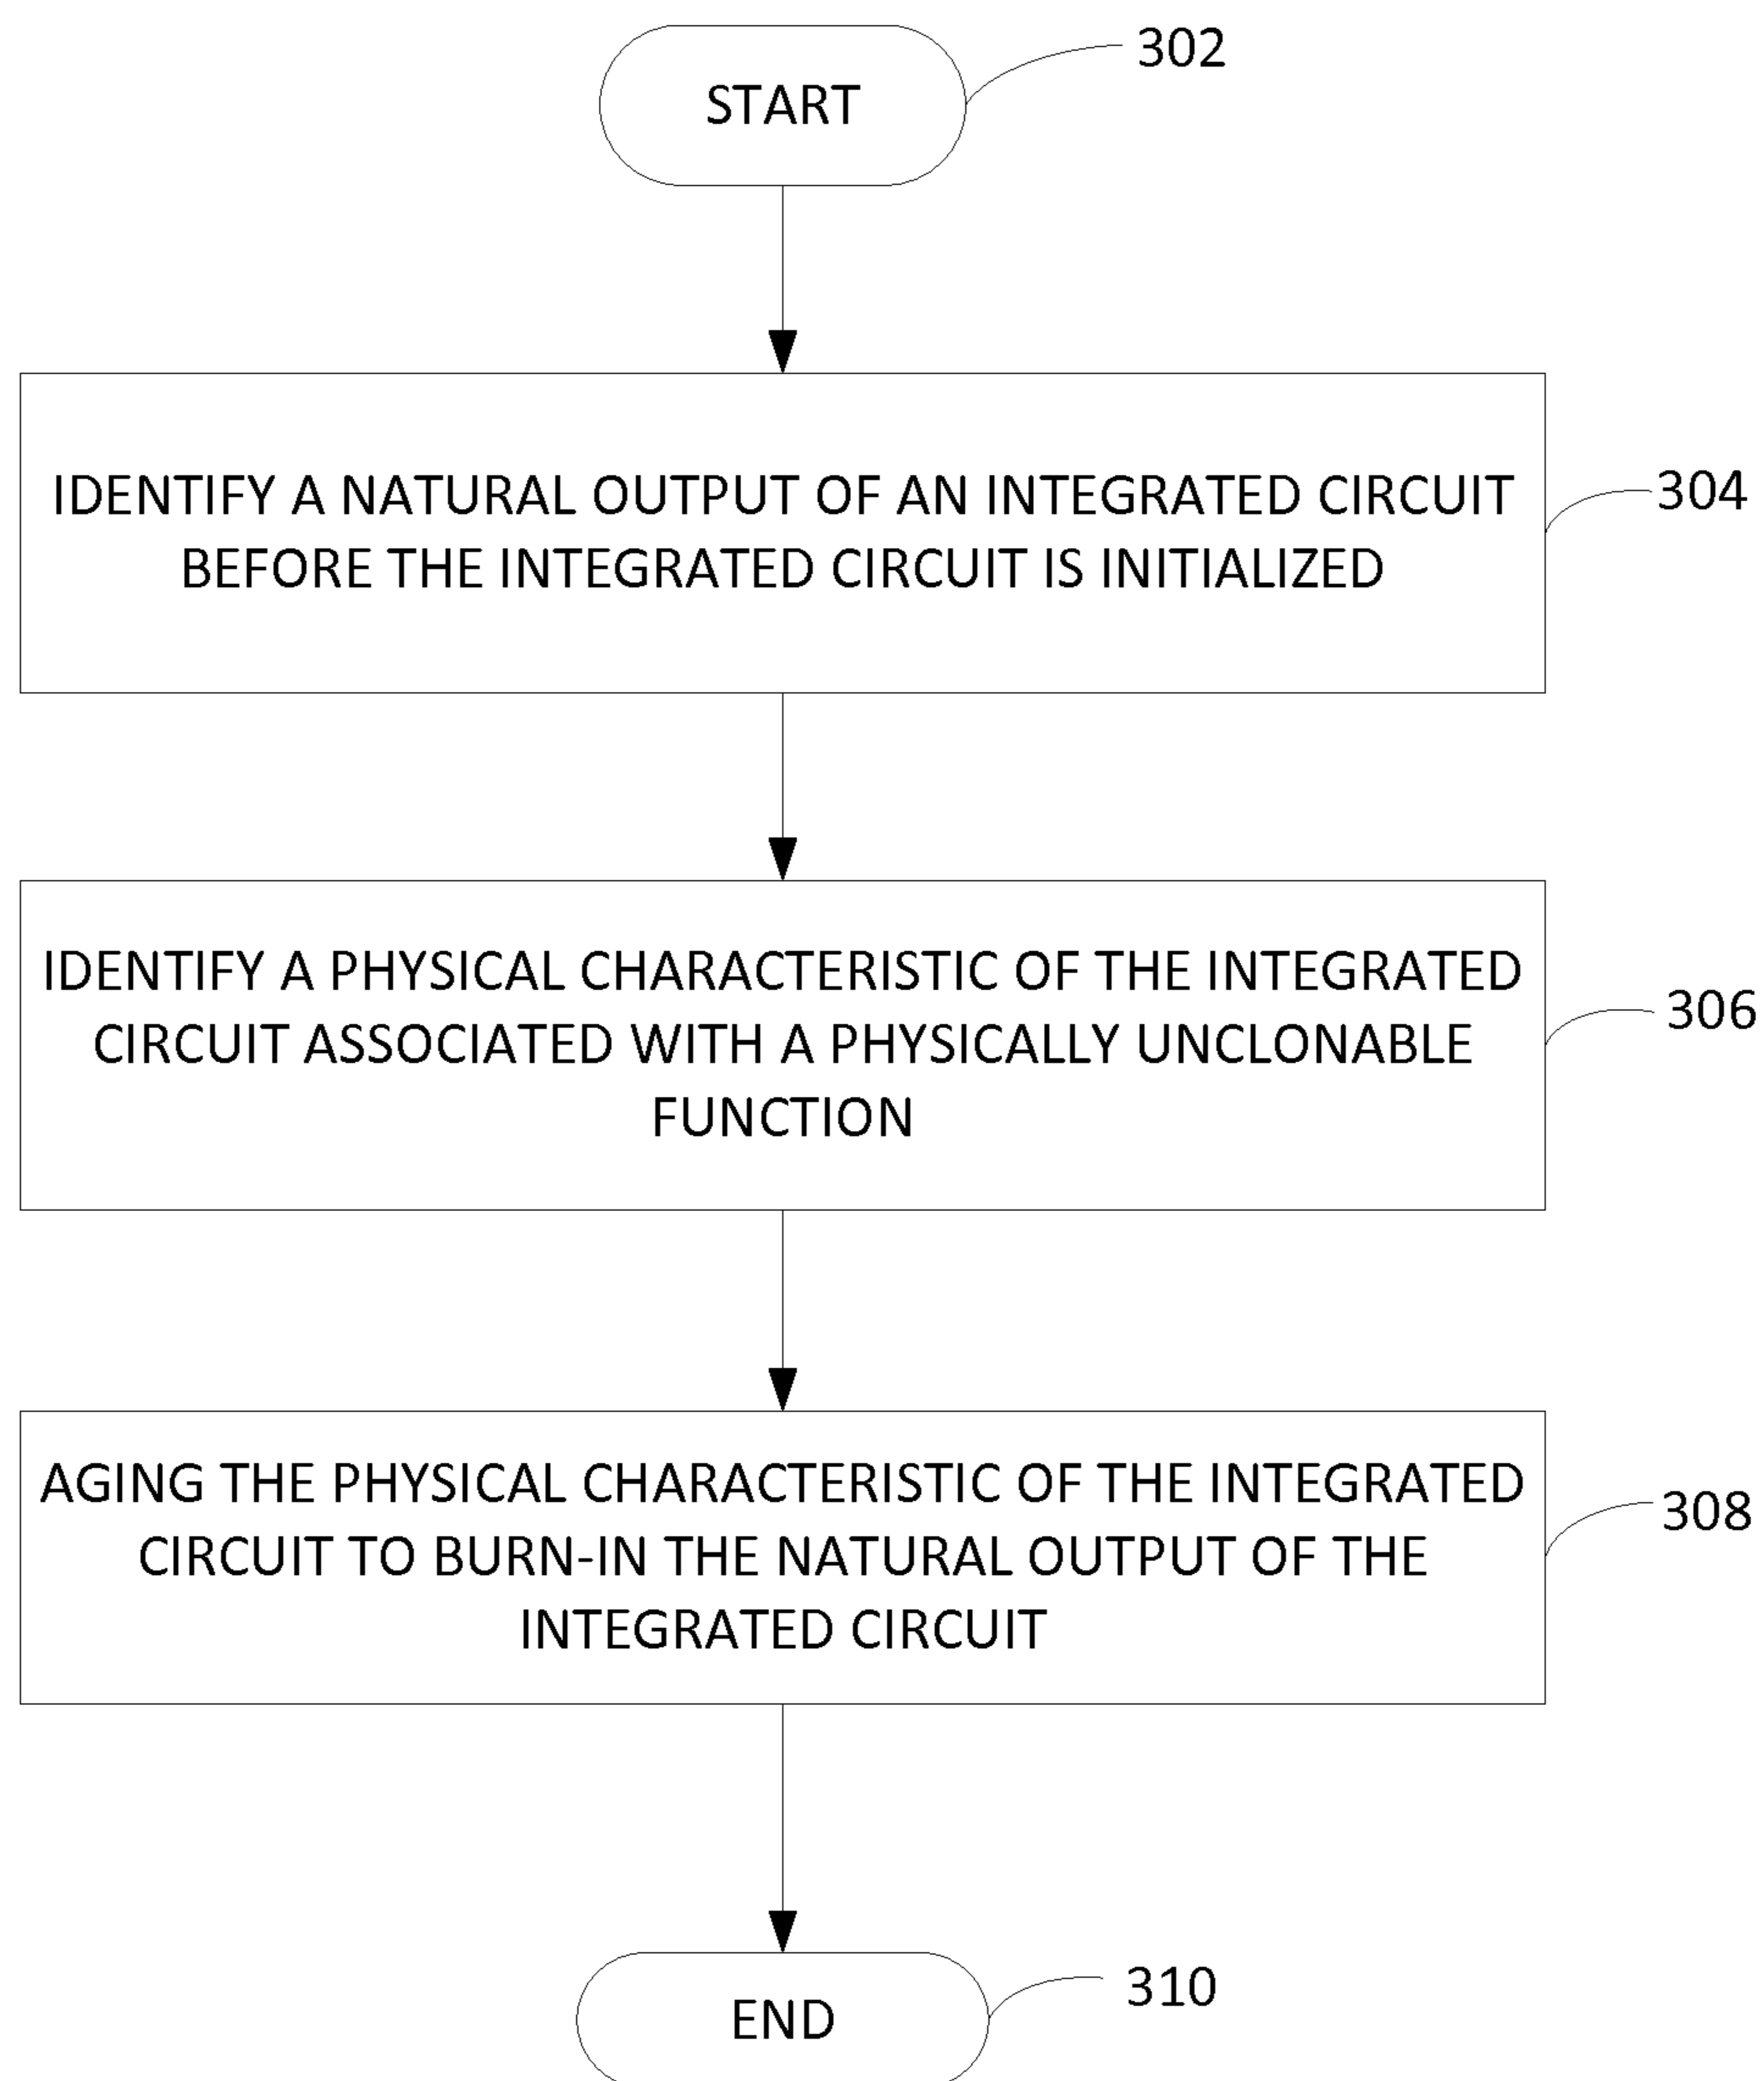 START
302
IDENTIFY A NATURAL OUTPUT OF AN INTEGRATED CIRCUIT
BEFORE THE INTEGRATED CIRCUIT IS INITIALIZED
304
IDENTIFY A PHYSICAL CHARACTERISTIC OF THE INTEGRATED
CIRCUIT ASSOCIATED WITH A PHYSICALLY UNCLONABLE
FUNCTION
306
AGING THE PHYSICAL CHARACTERISTIC OF THE INTEGRATED
CIRCUIT TO BURN-IN THE NATURAL OUTPUT OF THE
INTEGRATED CIRCUIT
308
END
310